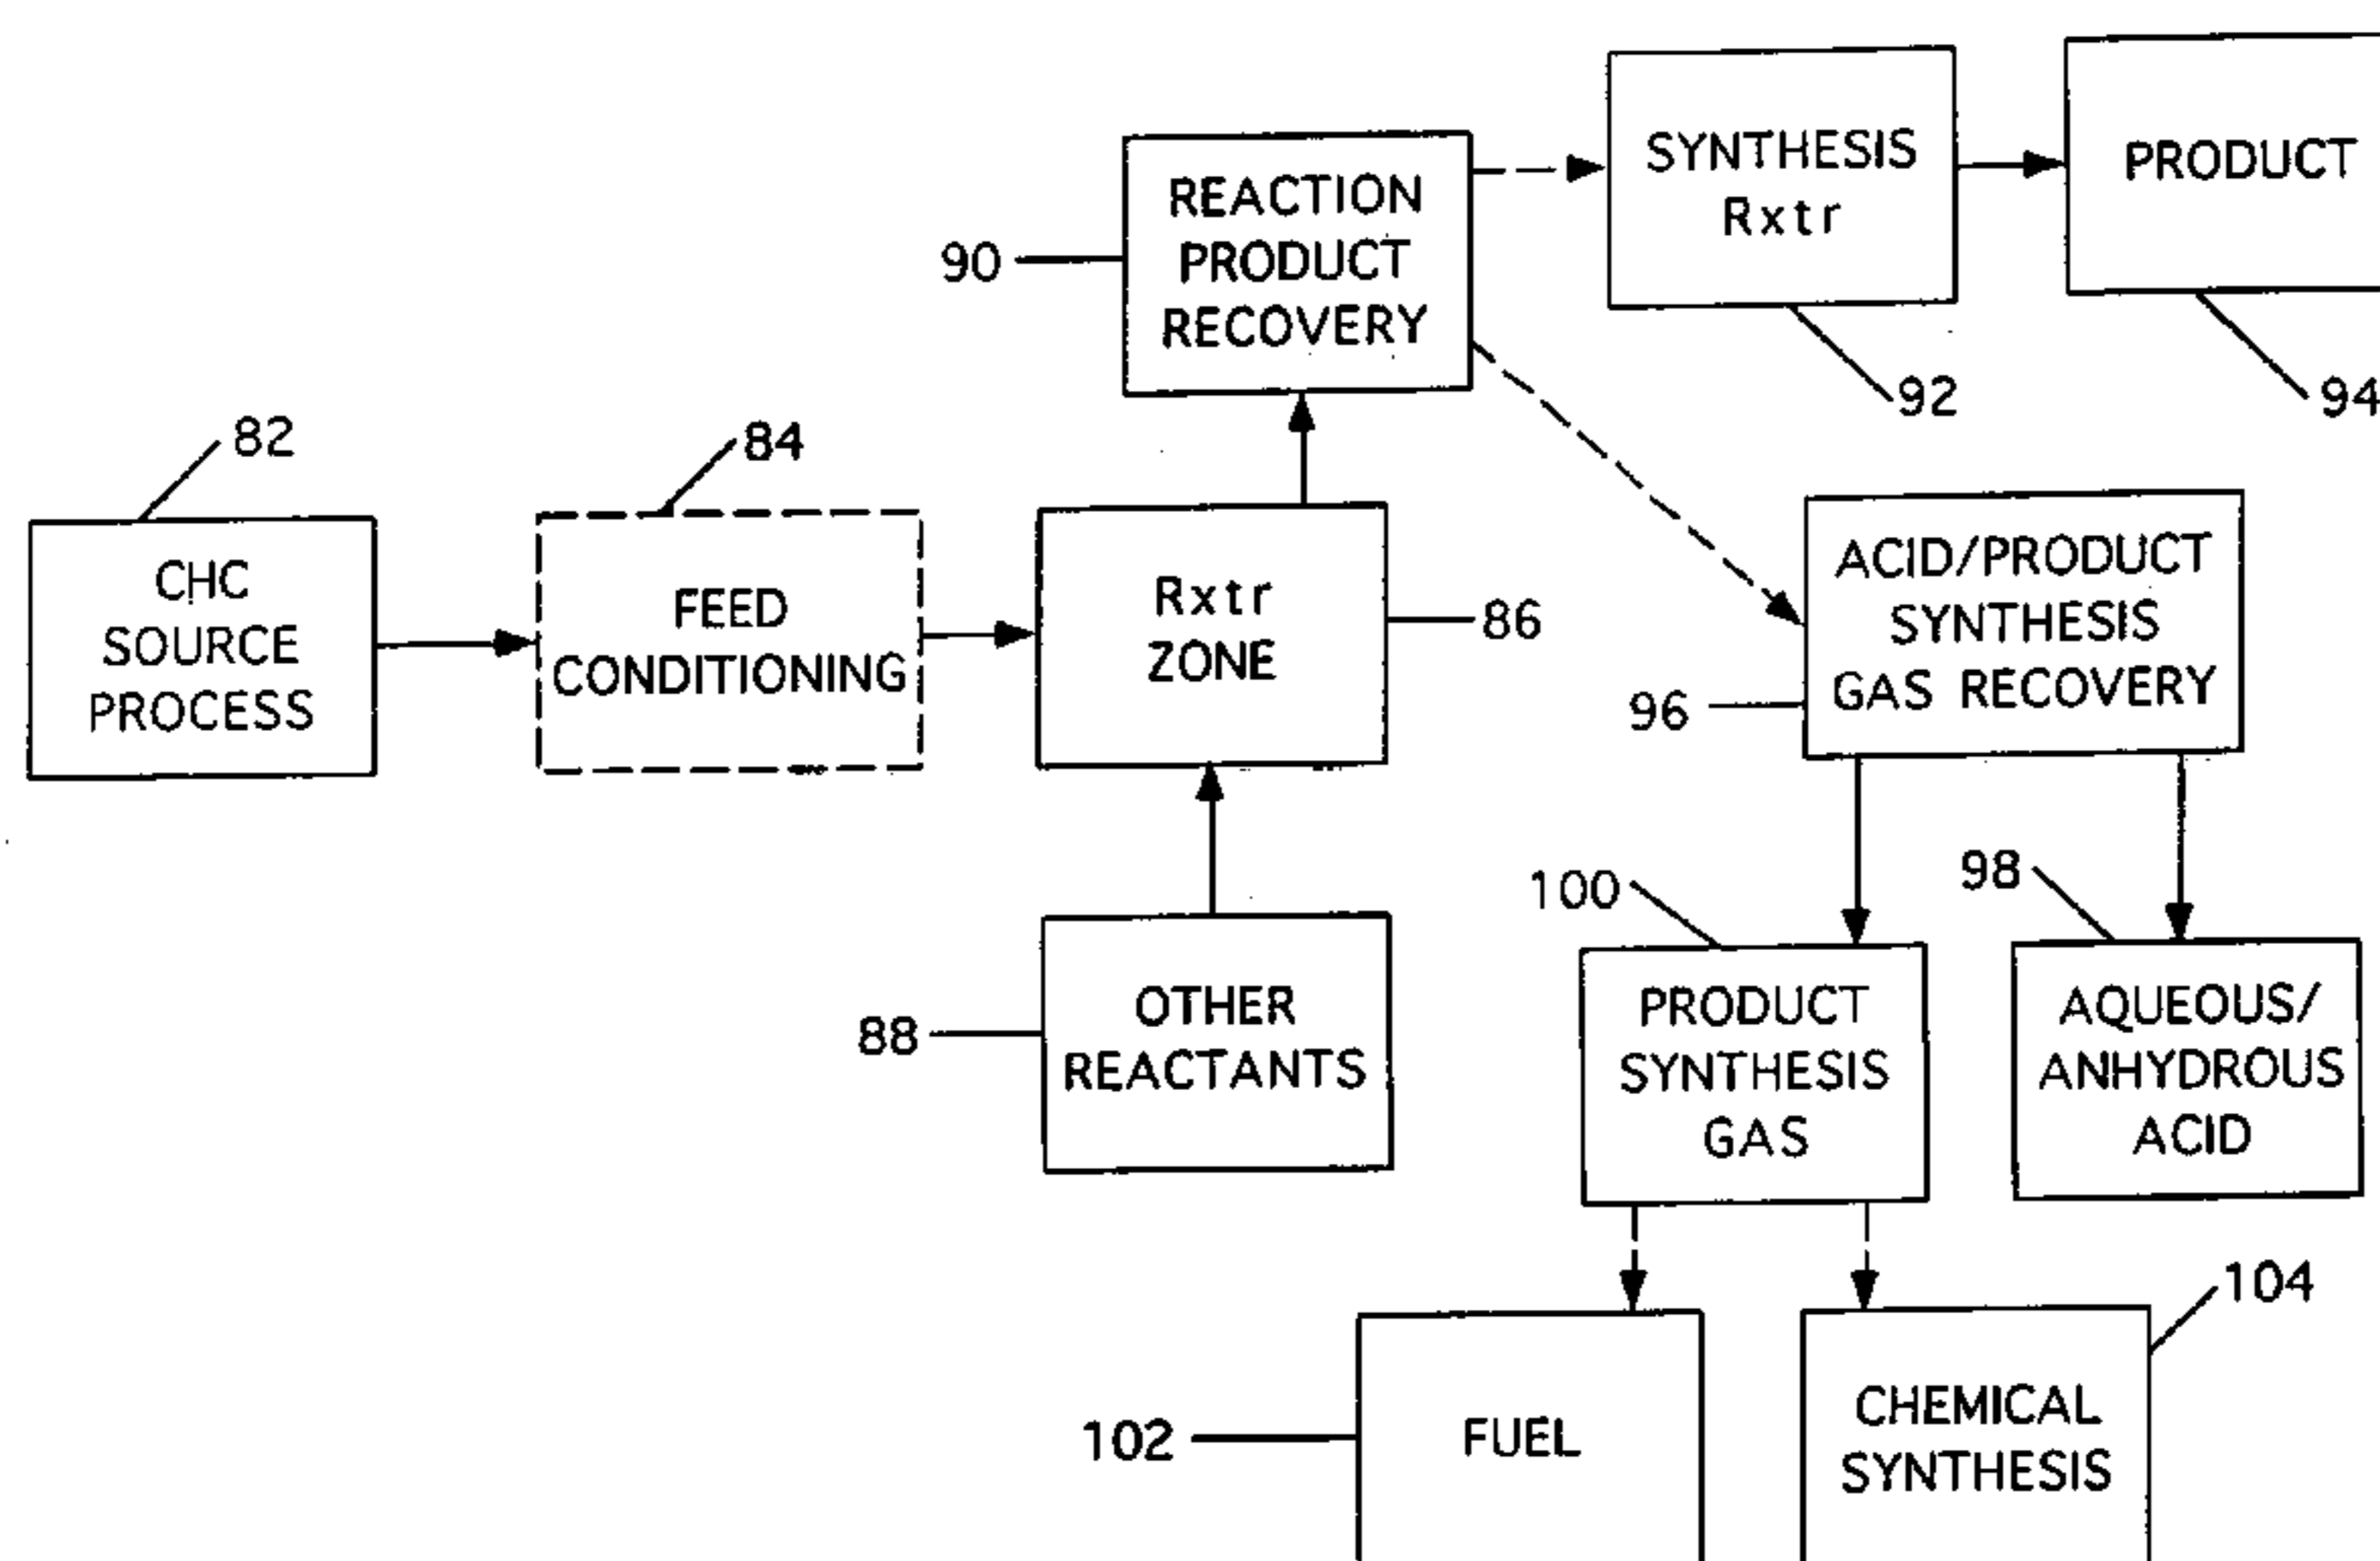 SYNTHESIS
Rxtr
PRODUCT
REACTION
PRODUCT
RECOVERY
90
92
94
82
84
CHC
SOURCE
PROCESS
FEED
CONDITIONING
Rxtr
ZONE
86
ACID/PRODUCT
SYNTHESIS
GAS RECOVERY
96
88
OTHER
REACTANTS
100
98
PRODUCT
SYNTHESIS
GAS
AQUEOUS/
ANHYDROUS
ACID
104
102
FUEL
CHEMICAL
SYNTHESIS